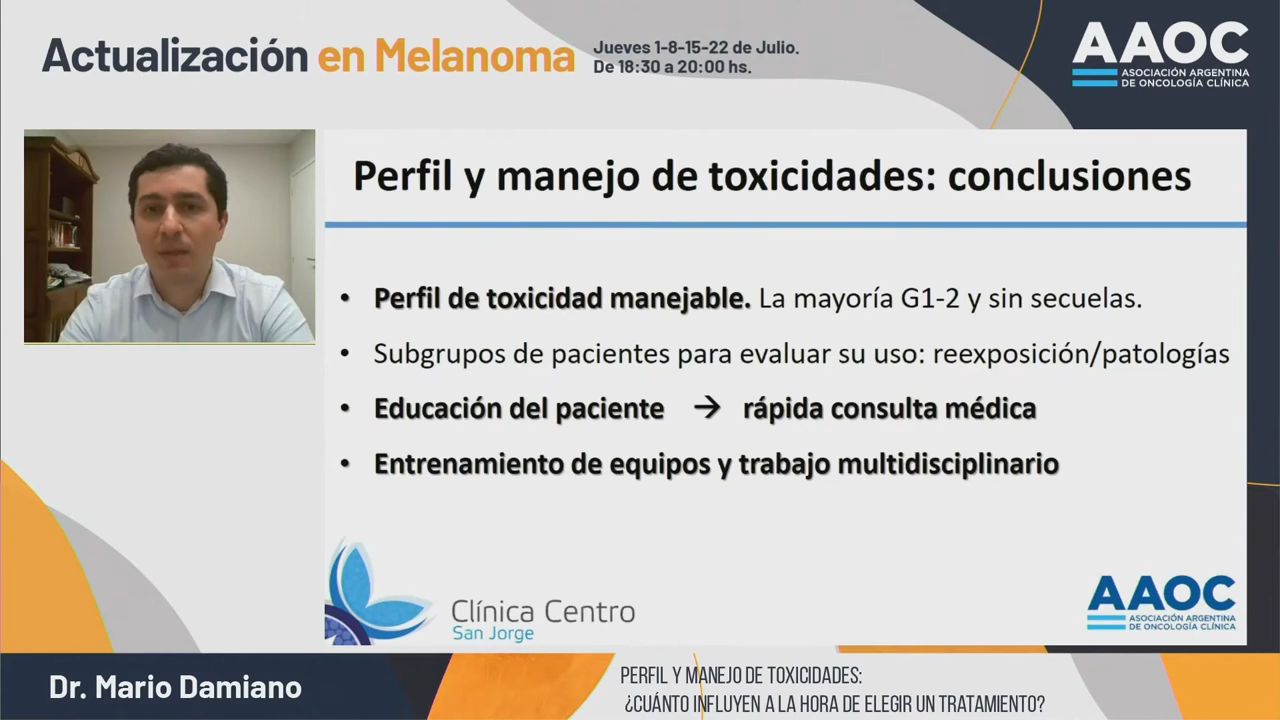 Actualización en Melanoma
Jueves 1-8-15-22 de Julio.
De 18:30 a 20:00 hs.
AAOC
ASOCIACIÓN ARGENTINA
DE ONCOLOGÍA CLÍNICA
Perfil y manejo de toxicidades: conclusiones
• Perfil de toxicidad manejable. La mayoría G1-2 y sin secuelas.
• Subgrupos de pacientes para evaluar su uso: reexposición/patologías
• Educación del paciente → rápida consulta médica
• Entrenamiento de equipos y trabajo multidisciplinario
Clínica Centro
San Jorge
AAOC
ASOCIACIÓN ARGENTINA
DE ONCOLOGÍA CLÍNICA
Dr. Mario Damiano
PERFIL Y MANEJO DE TOXICIDADES:
¿CUÁNTO INFLUYEN A LA HORA DE ELEGIR UN TRATAMIENTO?